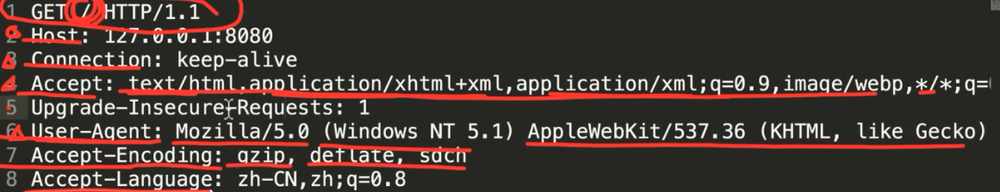 1 GET / HTTP/1.1
2 Host: 127.0.0.1:8080
3 Connection: keep-alive
4 Accept: text/html,application/xhtml+xml,application/xml;q=0.9,image/webp,*/*;q=
5 Upgrade-Insecure-Requests: 1
6 User-Agent: Mozilla/5.0 (Windows NT 5.1) AppleWebKit/537.36 (KHTML, like Gecko)
7 Accept-Encoding: gzip, deflate, sdch
8 Accept-Language: zh-CN,zh;q=0.8